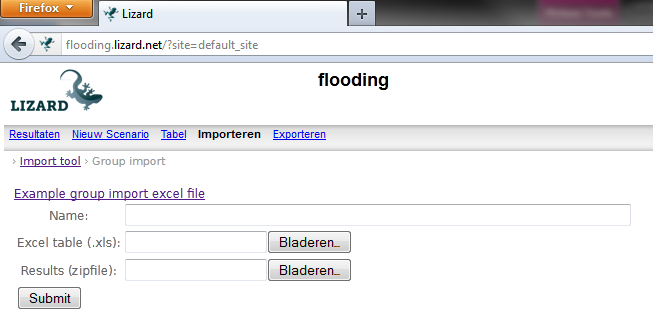 Firefox
Lizard
flooding.lizard.net/?site=default_site
LIZARD
flooding
Resultaten Nieuw Scenario Tabel Importeren Exporteren
› Import tool › Group import
Example group import excel file
Name:
Excel table (.xls): Bladeren...
Results (zipfile): Bladeren...
Submit